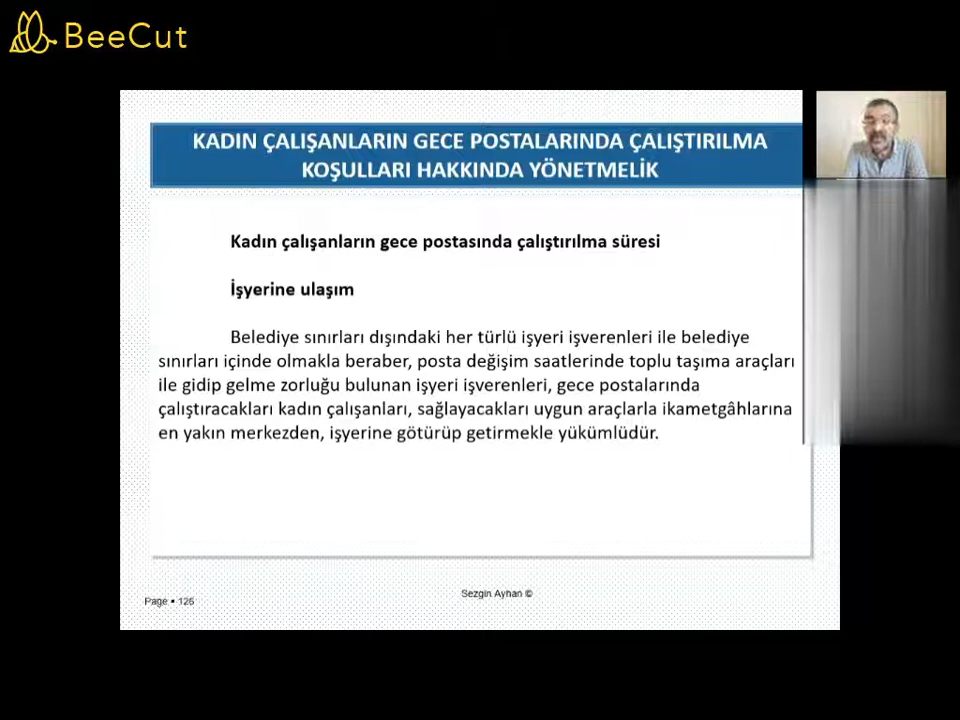 BeeCut
KADIN ÇALIŞANLARIN GECE POSTALARINDA ÇALIŞTIRILMA
KOŞULLARI HAKKINDA YÖNETMELİK
Kadın çalışanların gece postasında çalıştırılma süresi
İşyerine ulaşım
Belediye sınırları dışındaki her türlü işyeri işverenleri ile belediye
sınırları içinde olmakla beraber, posta değişim saatlerinde toplu taşıma araçları
ile gidip gelme zorluğu bulunan işyeri işverenleri, gece postalarında
çalıştıracakları kadın çalışanları, sağlayacakları uygun araçlarla ikametgâhlarına
en yakın merkezden, işyerine götürüp getirmekle yükümlüdür.
Page ▪ 126
Sezgin Ayhan ©